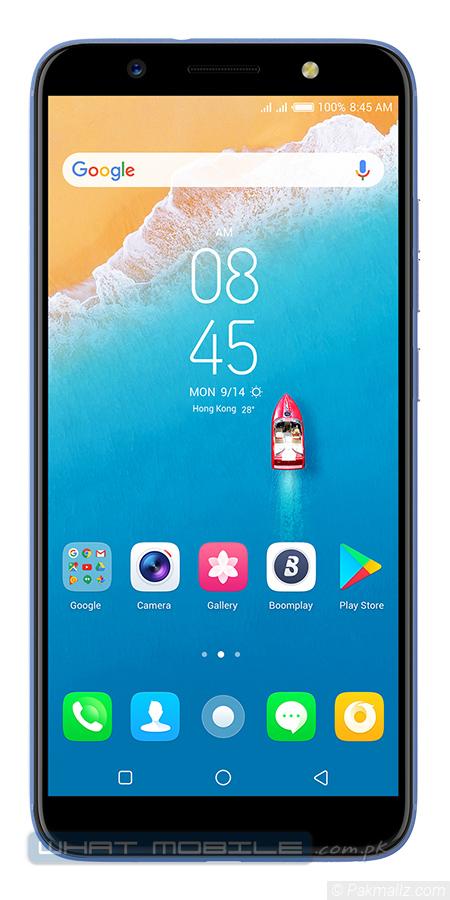 100% 8:45 AM
Google
AM
08
45
MON 9/14
Hong Kong 28°
Google Camera Gallery Boomplay Play Store
WHAT MOBILE .com.pk
© Pakmaliz.com